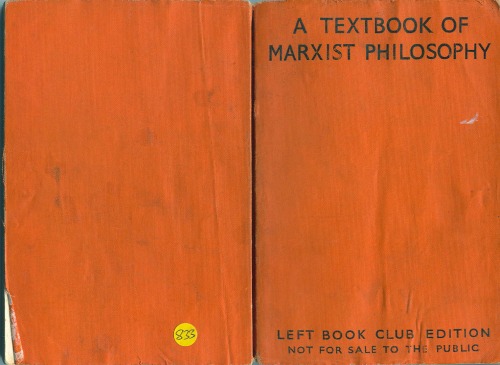 A TEXTBOOK OF
MARXIST PHILOSOPHY
LEFT BOOK CLUB EDITION
NOT FOR SALE TO THE PUBLIC
833